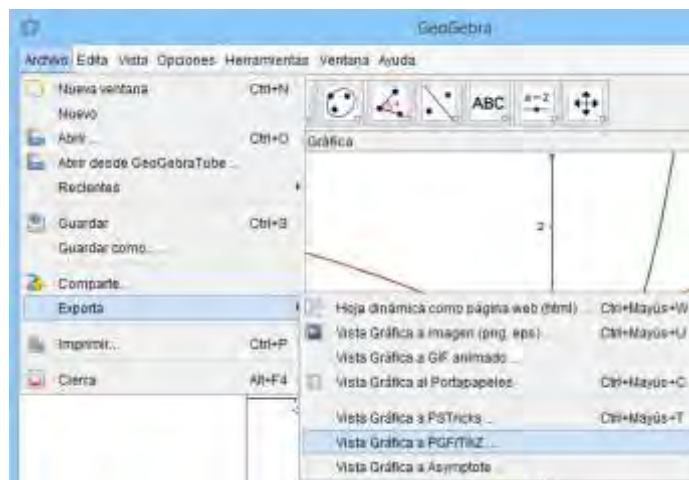 GeoGebra
Archivo Edita Vista Opciones Herramientas Ventana Ayuda
Nueva ventana Ctrl+N
Nuevo
Abrir... Ctrl+O
Abrir desde GeoGebraTube ...
Recientes
Guardar Ctrl+S
Guardar como...
Comparte...
Exporta
Imprimir... Ctrl+P
Cierra Alt+F4
ABC a=2
Gráfica
2
Hoja dinámica como página web (html) ... Ctrl+Mayús+W
Vista Gráfica a imagen (png, eps) ... Ctrl+Mayús+U
Vista Gráfica a GIF animado ...
Vista Gráfica al Portapapeles Ctrl+Mayús+C
Vista Gráfica a PSTricks ... Ctrl+Mayús+T
Vista Gráfica a PGF/TikZ ...
Vista Gráfica a Asymptote ...